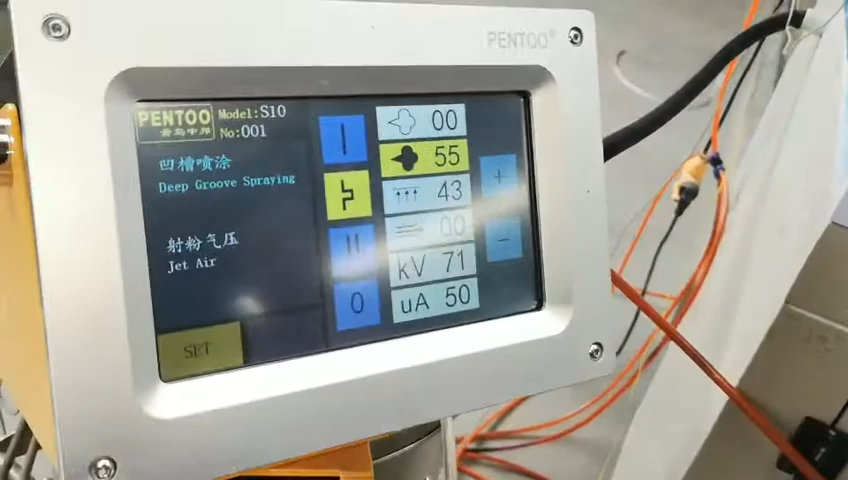 PENTOO®
PENTOO
青岛中邦
Model:S10
No:001
凹槽喷涂
Deep Groove Spraying
射粉气压
Jet Air
SET
0
00
55
43
00
kV 71
uA 50
+
-